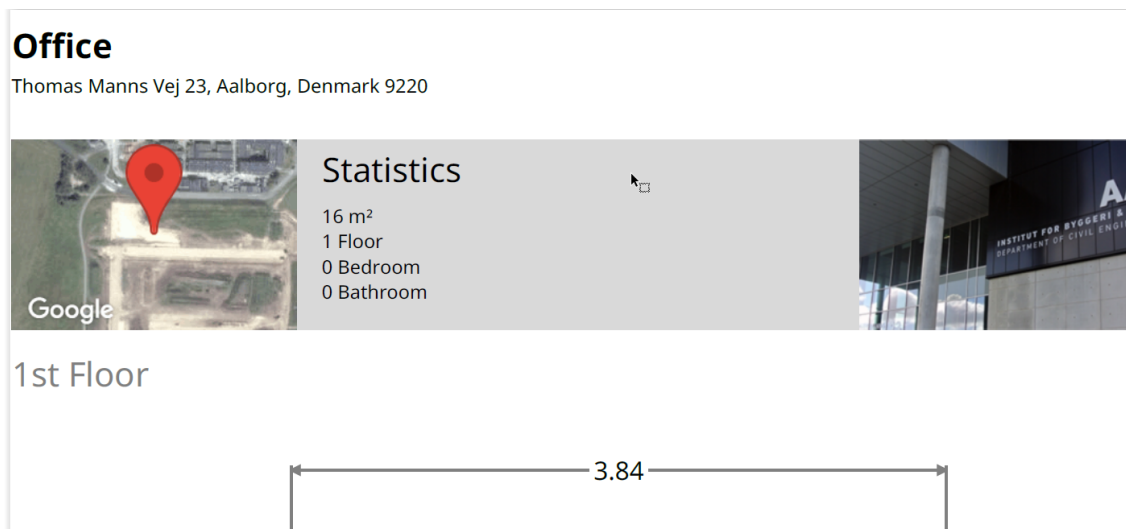 Office
Thomas Manns Vej 23, Aalborg, Denmark 9220
Statistics
16 m²
1 Floor
0 Bedroom
0 Bathroom
Google
INSTITUT FOR BYGGERI &
DEPARTMENT OF CIVIL
1st Floor
3.84